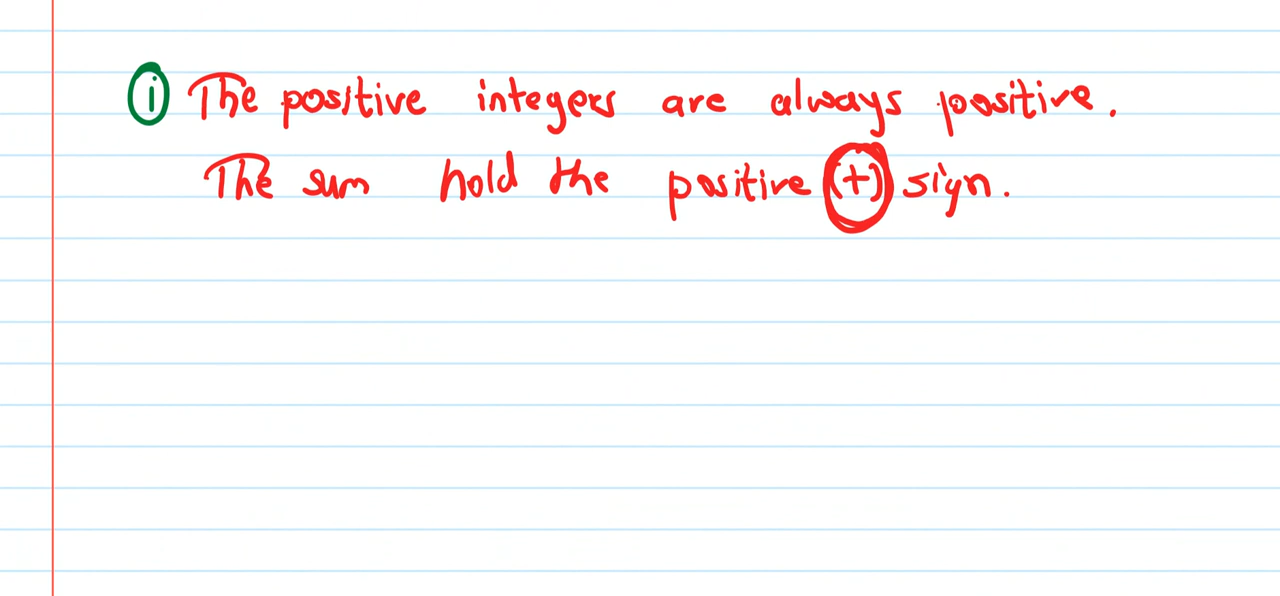 i The positive integers are always positive.
The sum hold the positive (+) sign.